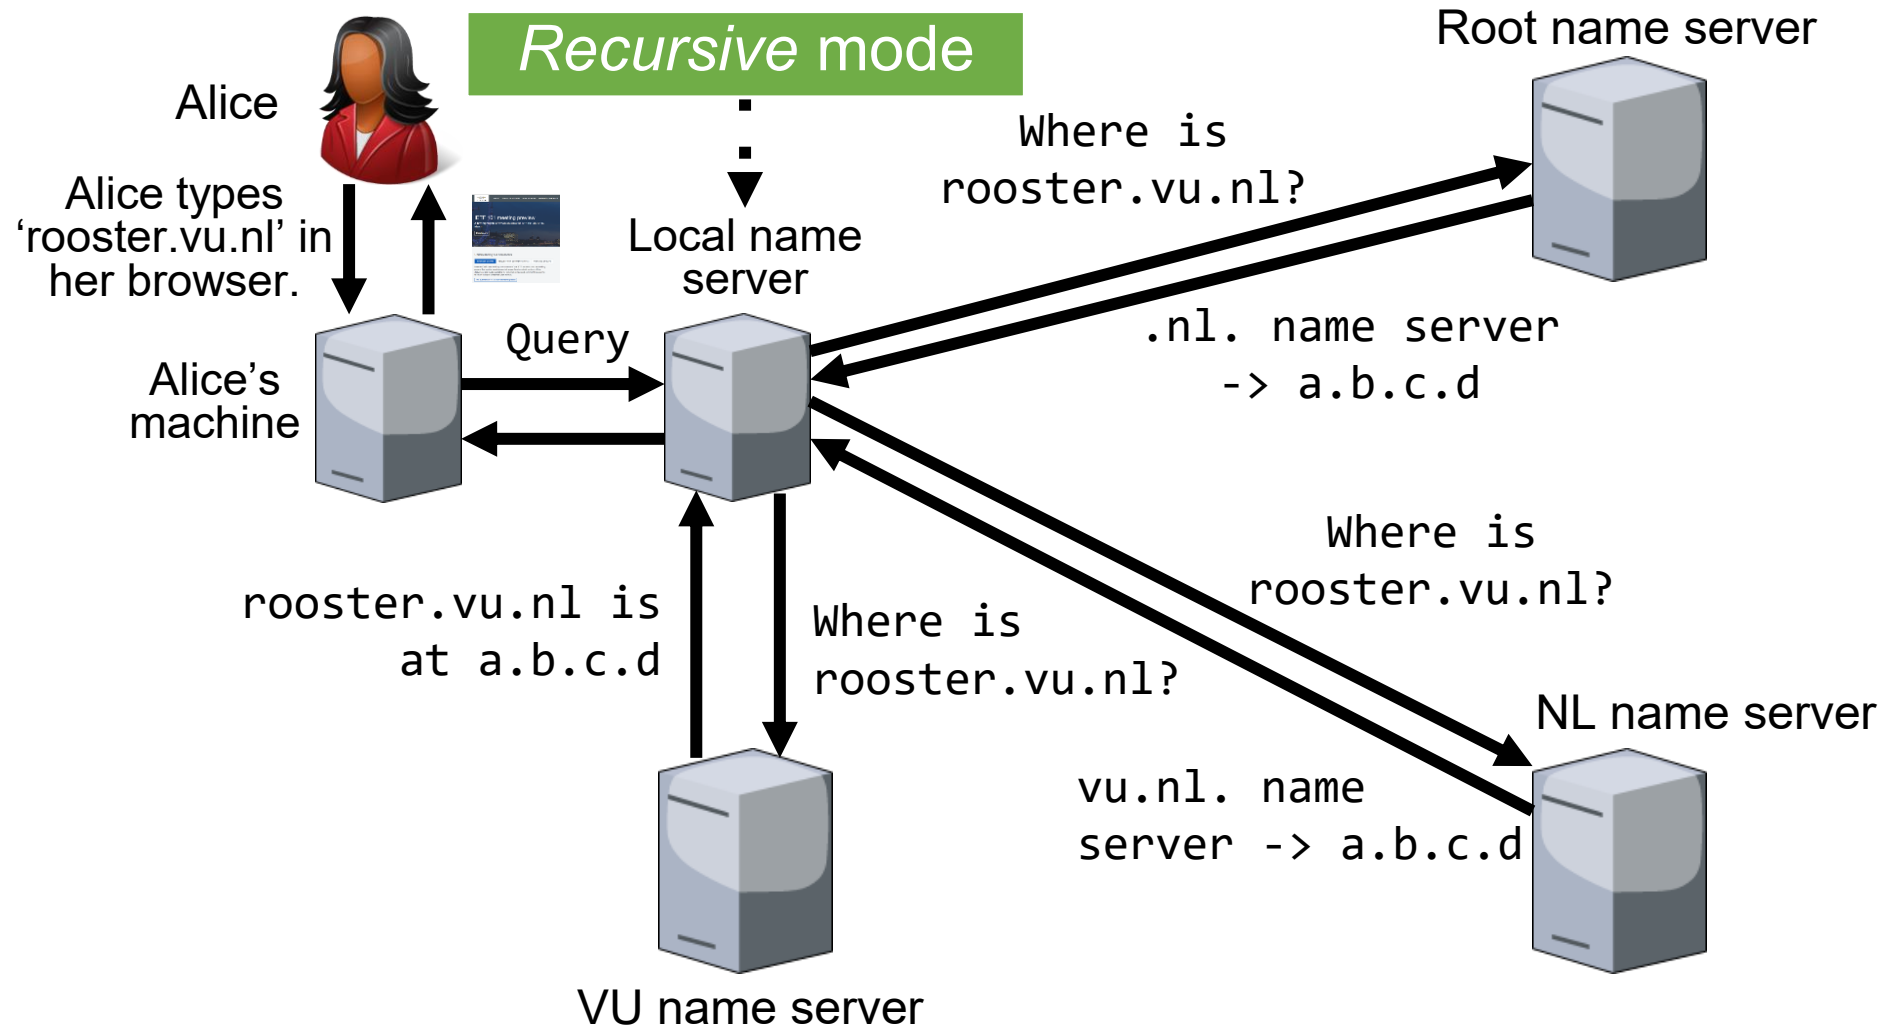 Recursive mode
Root name server
Alice
Where is
rooster.vu.nl?
Alice types
‘rooster.vu.nl’ in
her browser.
Local name
server
.nl. name server
-> a.b.c.d
Query
Alice’s
machine
Where is
rooster.vu.nl?
rooster.vu.nl is
at a.b.c.d
Where is
rooster.vu.nl?
NL name server
vu.nl. name
server -> a.b.c.d
VU name server